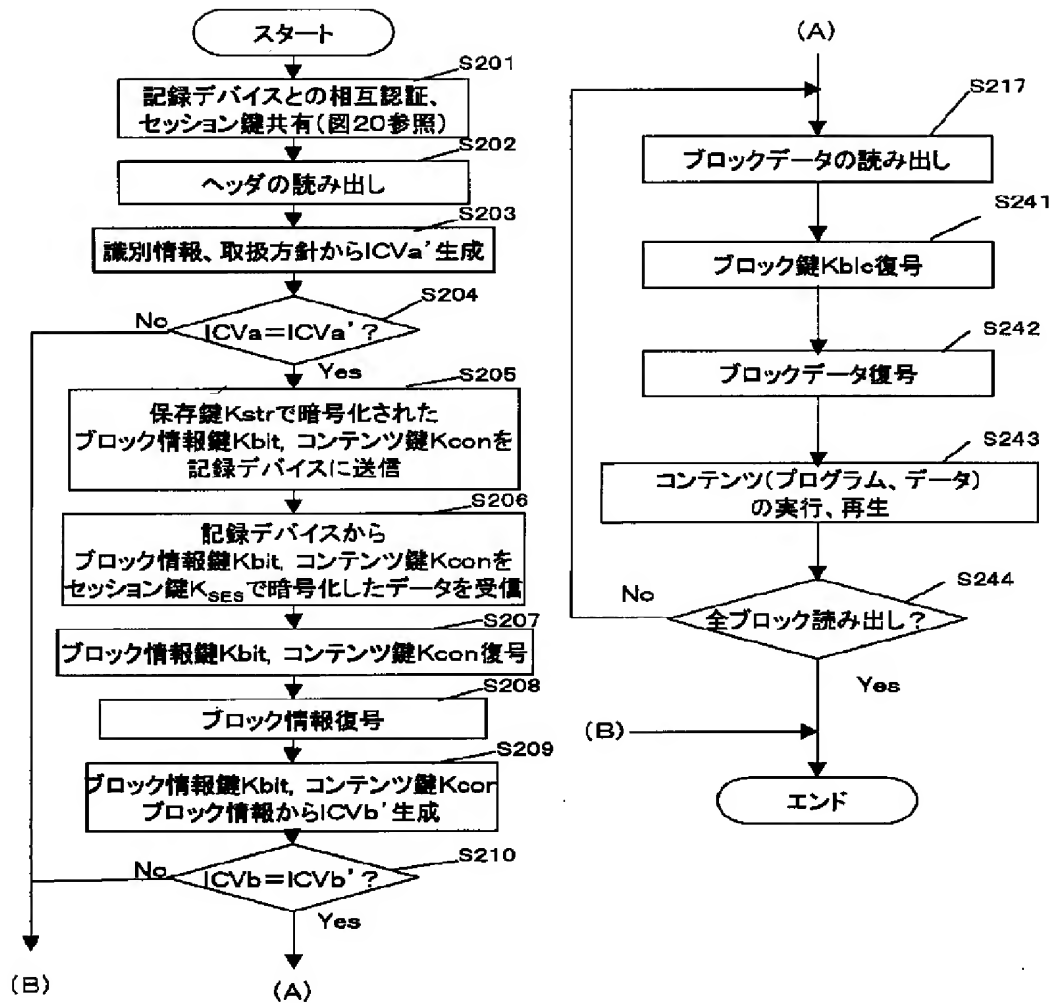 スタート
S201
記録デバイスとの相互認証、
セッション鍵共有(図20参照)
S202
ヘッダの読み出し
S203
識別情報、取扱方針からICVa'生成
S204
No
ICVa=ICVa'?
Yes
S205
保存鍵Kstrで暗号化された
ブロック情報鍵Kbit, コンテンツ鍵Kconを
記録デバイスに送信
S206
記録デバイスから
ブロック情報鍵Kbit, コンテンツ鍵Kconを
セッション鍵KSESで暗号化したデータを受信
S207
ブロック情報鍵Kbit, コンテンツ鍵Kcon復号
S208
ブロック情報復号
S209
ブロック情報鍵Kbit, コンテンツ鍵Kcon
ブロック情報からICVb'生成
S210
No
ICVb=ICVb'?
Yes
(B)
(A)
(A)
S217
ブロックデータの読み出し
S241
ブロック鍵Kblc復号
S242
ブロックデータ復号
S243
コンテンツ(プログラム、データ)
の実行、再生
S244
No
全ブロック読み出し?
Yes
(B)
エンド